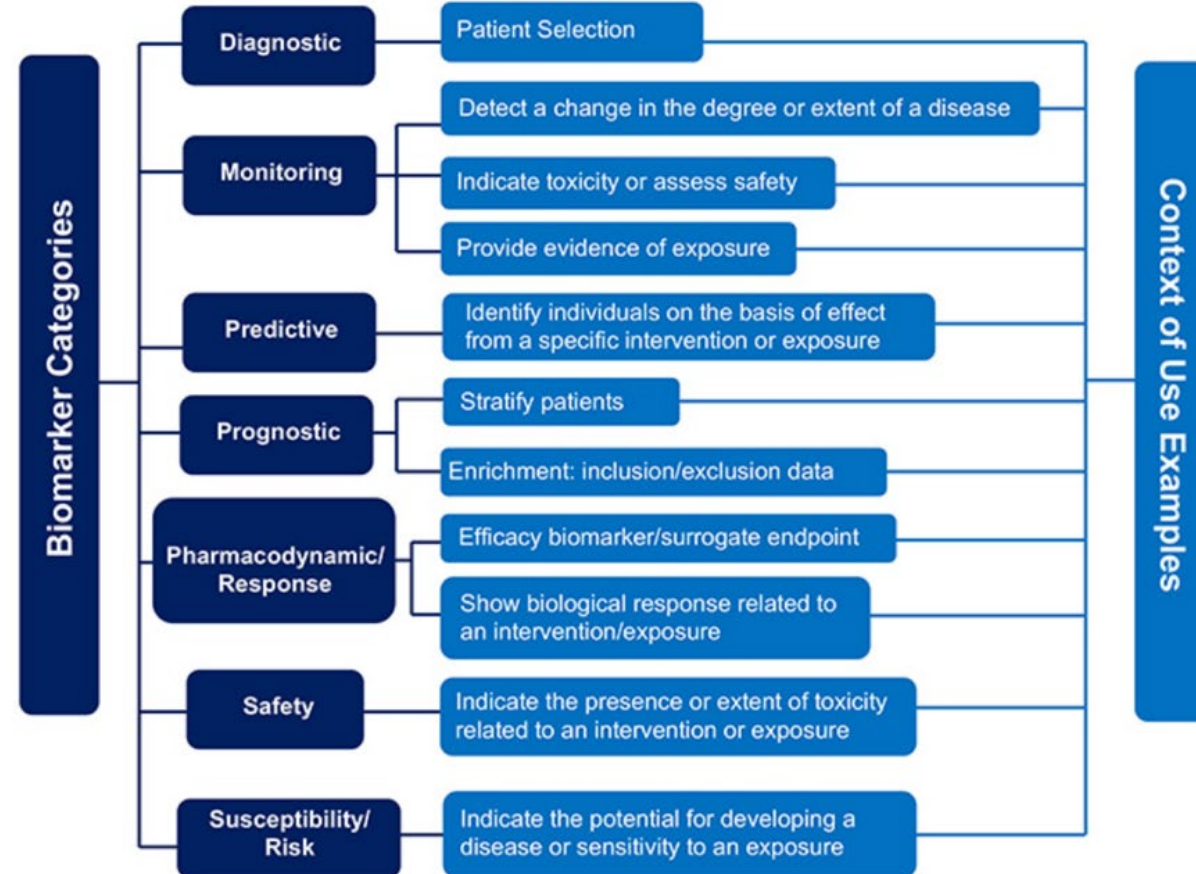 Biomarker Categories
Diagnostic
Patient Selection
Monitoring
Detect a change in the degree or extent of a disease
Indicate toxicity or assess safety
Provide evidence of exposure
Predictive
Identify individuals on the basis of effect
from a specific intervention or exposure
Prognostic
Stratify patients
Enrichment: inclusion/exclusion data
Pharmacodynamic/
Response
Efficacy biomarker/surrogate endpoint
Show biological response related to
an intervention/exposure
Safety
Indicate the presence or extent of toxicity
related to an intervention or exposure
Susceptibility/
Risk
Indicate the potential for developing a
disease or sensitivity to an exposure
Context of Use Examples